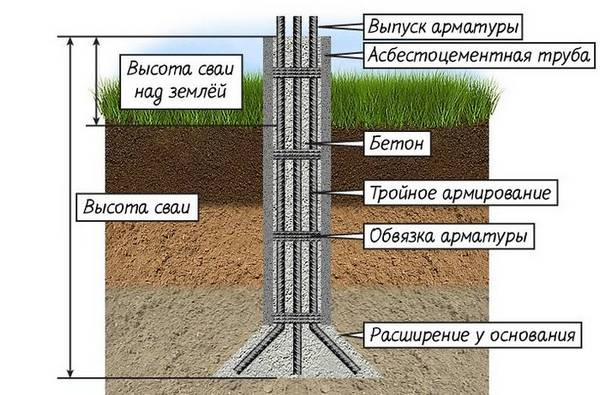 Выпуск арматуры
Асбестоцементная труба
Высота сваи
над землёй
Бетон
Тройное армирование
Высота сваи
Обвязка арматуры
Расширение у основания